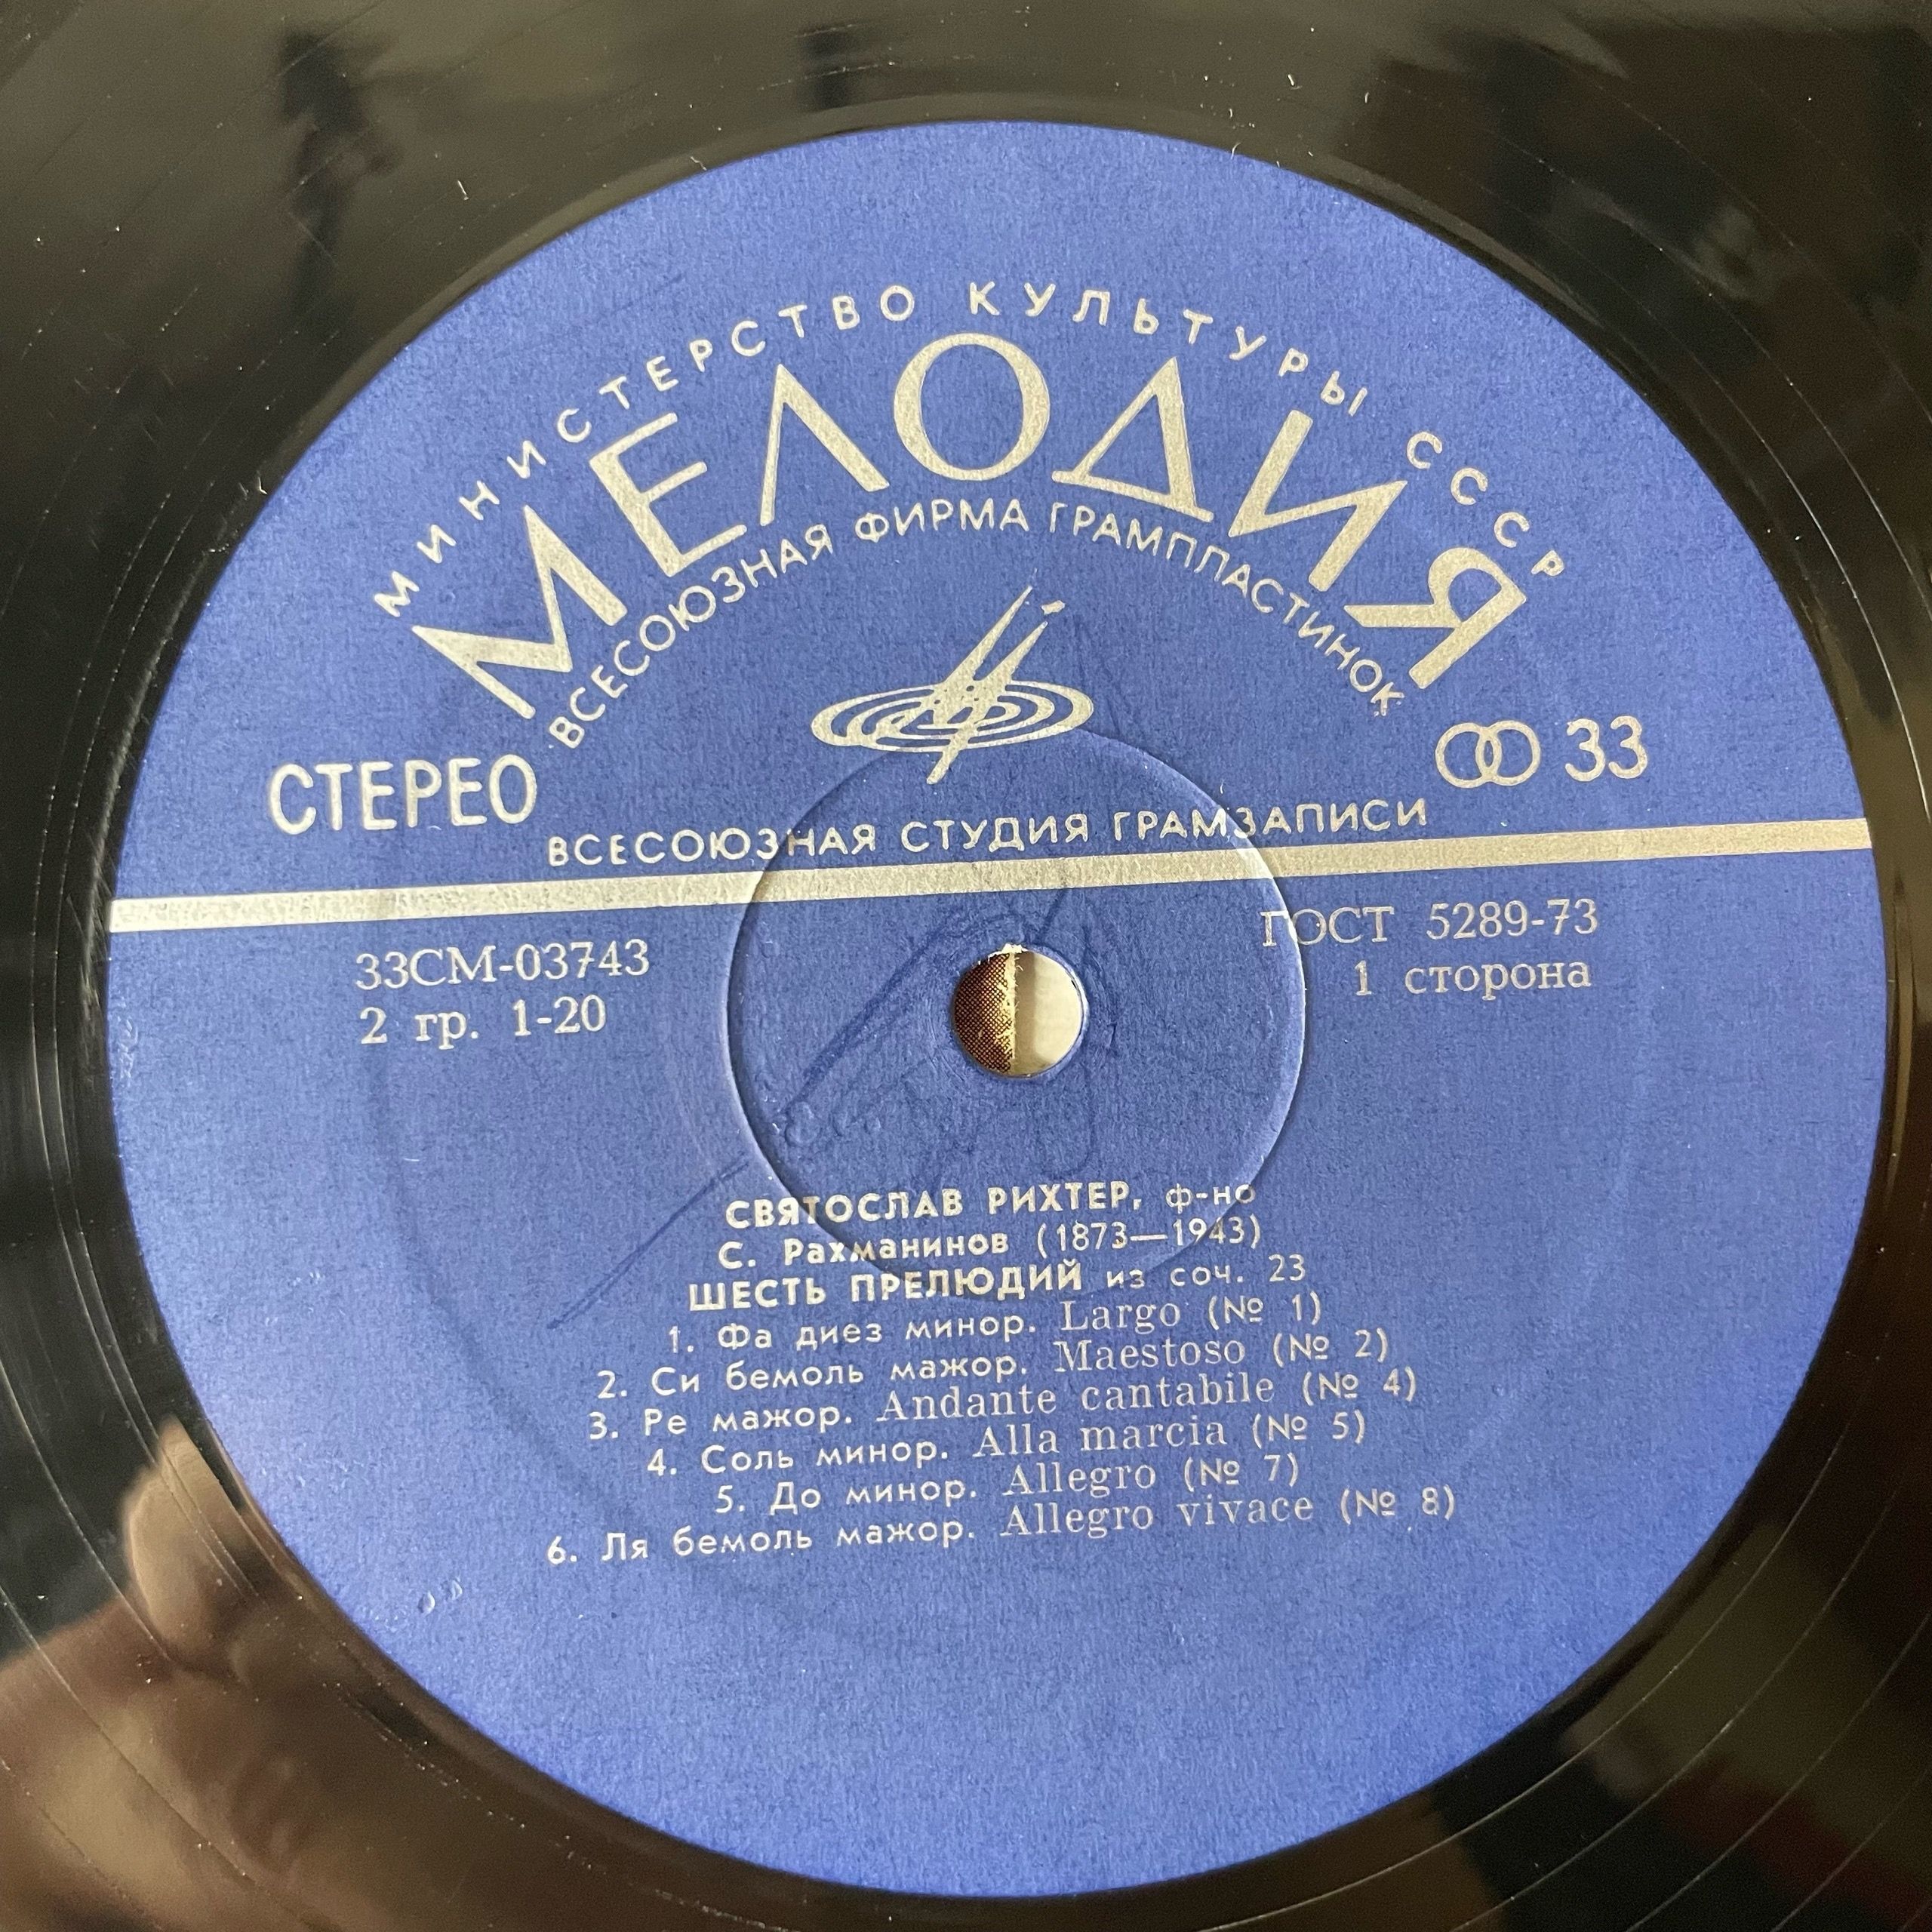 МИНИСТЕРСТВО КУЛЬТУРЫ СССР
МЕЛОДИЯ
ВСЕСОЮЗНАЯ ФИРМА ГРАМПЛАСТИНОК
СТЕРЕО
33
ВСЕСОЮЗНАЯ СТУДИЯ ГРАМЗАПИСИ
33СМ-03743
2 гр. 1-20
ГОСТ 5289-73
1 сторона
СВЯТОСЛАВ РИХТЕР, ф-но
С. Рахманинов (1873—1943)
ШЕСТЬ ПРЕЛЮДИЙ из соч. 23
1. Фа диез минор. Largo (№ 1)
2. Си бемоль мажор. Maestoso (№ 2)
3. Ре мажор. Andante cantabile (№ 4)
4. Соль минор. Alla marcia (№ 5)
5. До минор. Allegro (№ 7)
6. Ля бемоль мажор. Allegro vivace (№ 8)